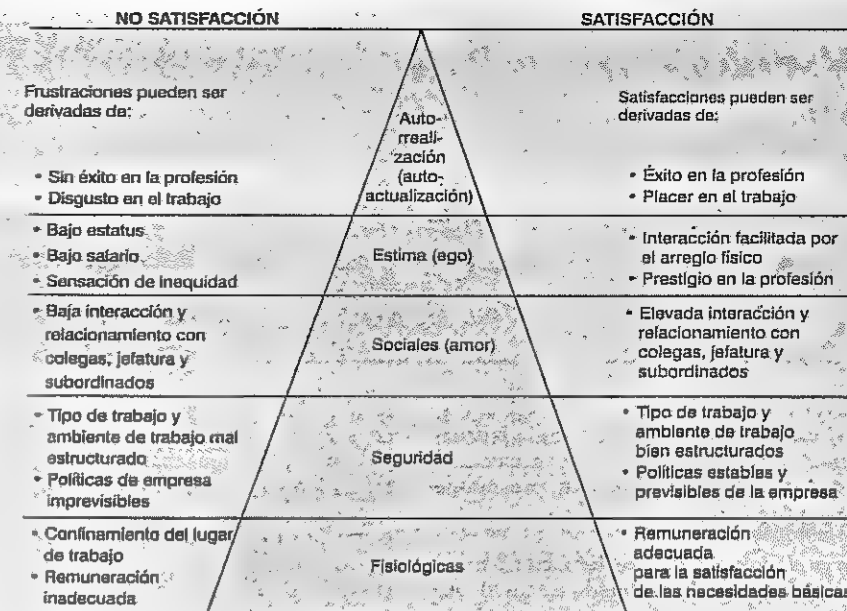 NO SATISFACCIÓN
SATISFACCIÓN
Frustraciones pueden ser
derivadas de:
• Sin éxito en la profesión
• Disgusto en el trabajo
Auto-
rreali-
zación
(auto-
actualización)
Satisfacciones pueden ser
derivadas de:
• Éxito en la profesión
• Placer en el trabajo
• Bajo estatus
• Bajo salario
• Sensación de inequidad
Estima (ego)
• Interacción facilitada por
el arreglo físico
• Prestigio en la profesión
• Baja interacción y
relacionamiento con
colegas, jefatura y
subordinados
Sociales (amor)
• Elevada interacción y
relacionamiento con
colegas, jefatura y
subordinados
• Tipo de trabajo y
ambiente de trabajo mal
estructurado
• Políticas de empresa
imprevisibles
Seguridad
• Tipo de trabajo y
ambiente de trabajo
bien estructurados
• Políticas estables y
previsibles de la empresa
• Confinamiento del lugar
de trabajo
• Remuneración
inadecuada
Fisiológicas
• Remuneración
adecuada
para la satisfacción
de las necesidades básicas